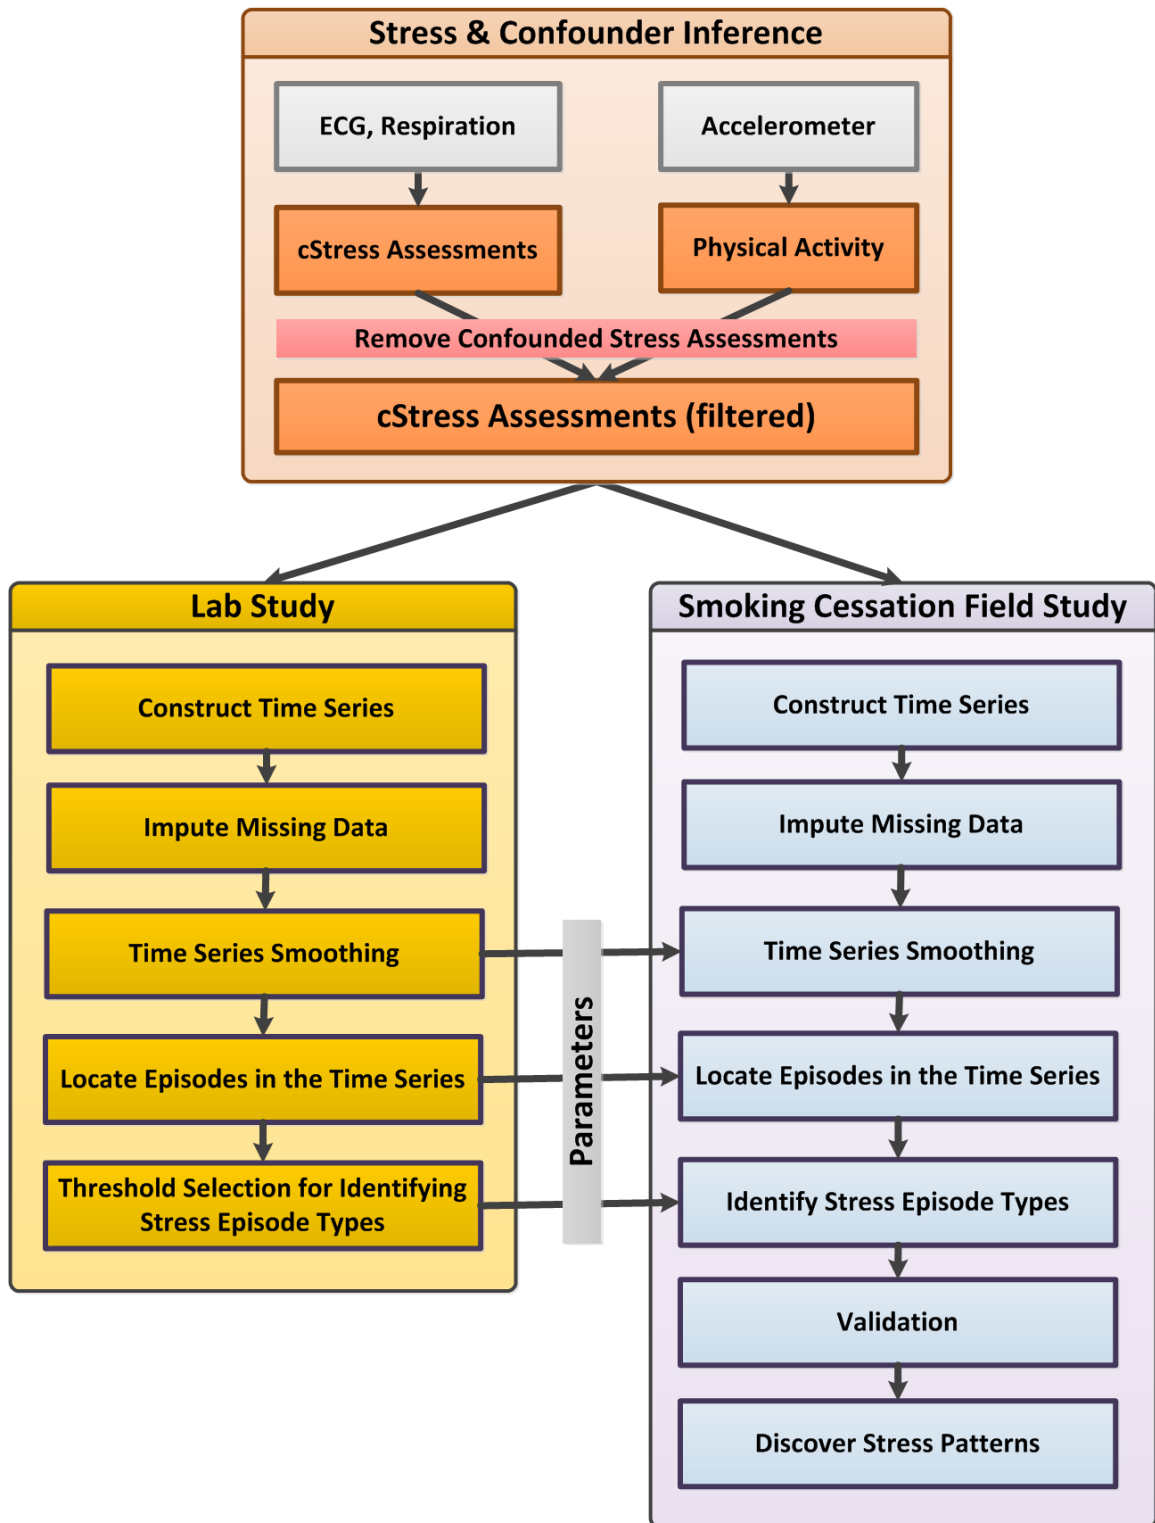 Stress & Confounder Inference
ECG, Respiration
Accelerometer
cStress Assessments
Physical Activity
Remove Confounded Stress Assessments
cStress Assessments (filtered)
Lab Study
Construct Time Series
Impute Missing Data
Time Series Smoothing
Locate Episodes in the Time Series
Threshold Selection for Identifying
Stress Episode Types
Parameters
Smoking Cessation Field Study
Construct Time Series
Impute Missing Data
Time Series Smoothing
Locate Episodes in the Time Series
Identify Stress Episode Types
Validation
Discover Stress Patterns